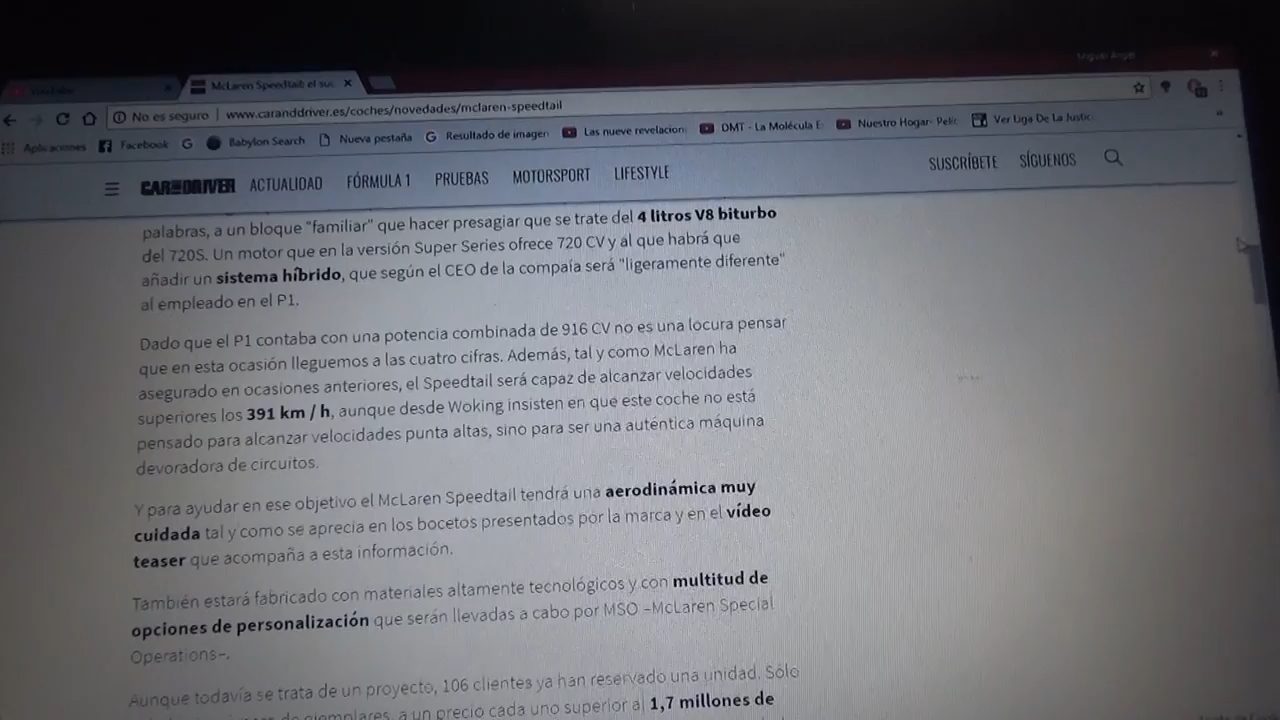 Miguel Angel
YouTube
McLaren Speedtail: el suc
No es seguro | www.caranddriver.es/coches/novedades/mclaren-speedtail
Aplicaciones Facebook Babylon Search Nueva pestaña Resultado de imagen Las nueve revelacion DMT - La Molécula E Nuestro Hogar- Pelíc Ver Liga De La Justic
CAR AND DRIVER ACTUALIDAD FÓRMULA 1 PRUEBAS MOTORSPORT LIFESTYLE SUSCRÍBETE SÍGUENOS
palabras, a un bloque "familiar" que hacer presagiar que se trate del 4 litros V8 biturbo
del 720S. Un motor que en la versión Super Series ofrece 720 CV y al que habrá que
añadir un sistema híbrido, que según el CEO de la compaía será "ligeramente diferente"
al empleado en el P1.
Dado que el P1 contaba con una potencia combinada de 916 CV no es una locura pensar
que en esta ocasión lleguemos a las cuatro cifras. Además, tal y como McLaren ha
asegurado en ocasiones anteriores, el Speedtail será capaz de alcanzar velocidades
superiores los 391 km / h, aunque desde Woking insisten en que este coche no está
pensado para alcanzar velocidades punta altas, sino para ser una auténtica máquina
devoradora de circuitos.
Y para ayudar en ese objetivo el McLaren Speedtail tendrá una aerodinámica muy
cuidada tal y como se aprecia en los bocetos presentados por la marca y en el vídeo
teaser que acompaña a esta información.
También estará fabricado con materiales altamente tecnológicos y con multitud de
opciones de personalización que serán llevadas a cabo por MSO –McLaren Special
Operations–.
Aunque todavía se trata de un proyecto, 106 clientes ya han reservado una unidad. Sólo
de ejemplares, a un precio cada uno superior al 1,7 millones de